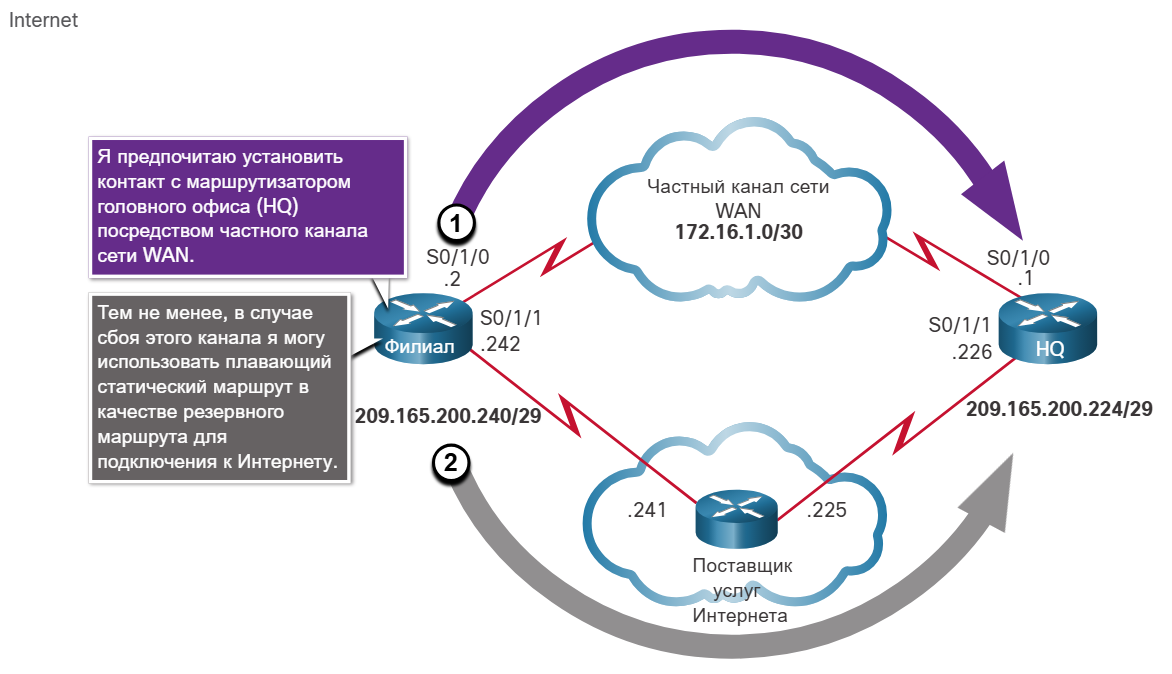 Internet
Я предпочитаю установить
контакт с маршрутизатором
головного офиса (HQ)
посредством частного канала
сети WAN.
Тем не менее, в случае
сбоя этого канала я могу
использовать плавающий
статический маршрут в
качестве резервного
маршрута для
подключения к Интернету.
1
S0/1/0
.2
Филиал
S0/1/1
.242
Частный канал сети
WAN
172.16.1.0/30
S0/1/0
.1
S0/1/1
.226
HQ
209.165.200.240/29
209.165.200.224/29
2
.241
.225
Поставщик
услуг
Интернета